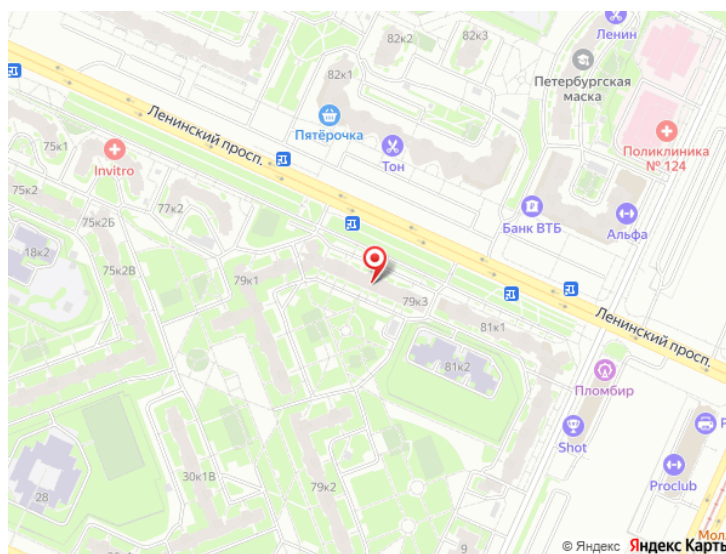 Ленин
82к2
82к3
Петербургская
маска
82к1
Ленинский просп.
Пятёрочка
Тон
Поликлиника
№ 124
75к1
Invitro
75к2
77к2
75к2Б
Банк ВТБ
Альфа
18к2
75к2В
79к1
79к3
81к1
Ленинский просп.
81к2
Пломбир
Shot
30к1В
79к2
Proclub
28
9
© Яндекс Яндекс Карты